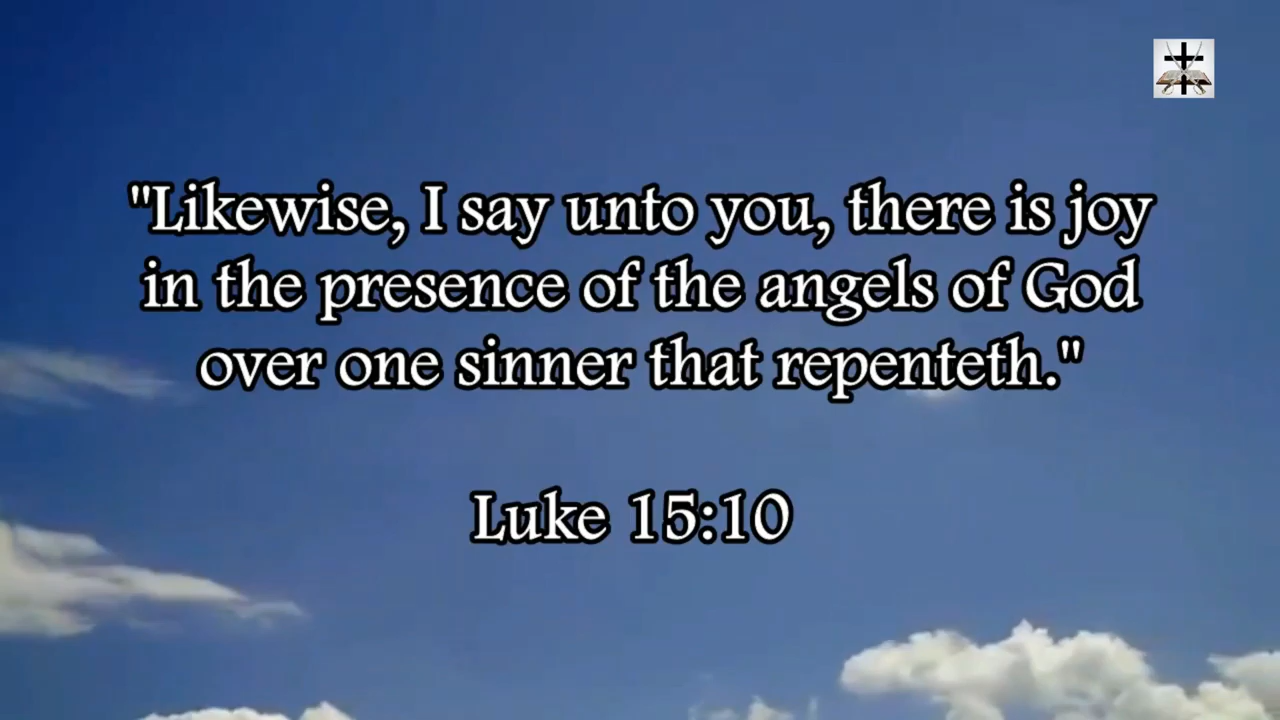 "Likewise, I say unto you, there is joy
in the presence of the angels of God
over one sinner that repenteth."
Luke 15:10